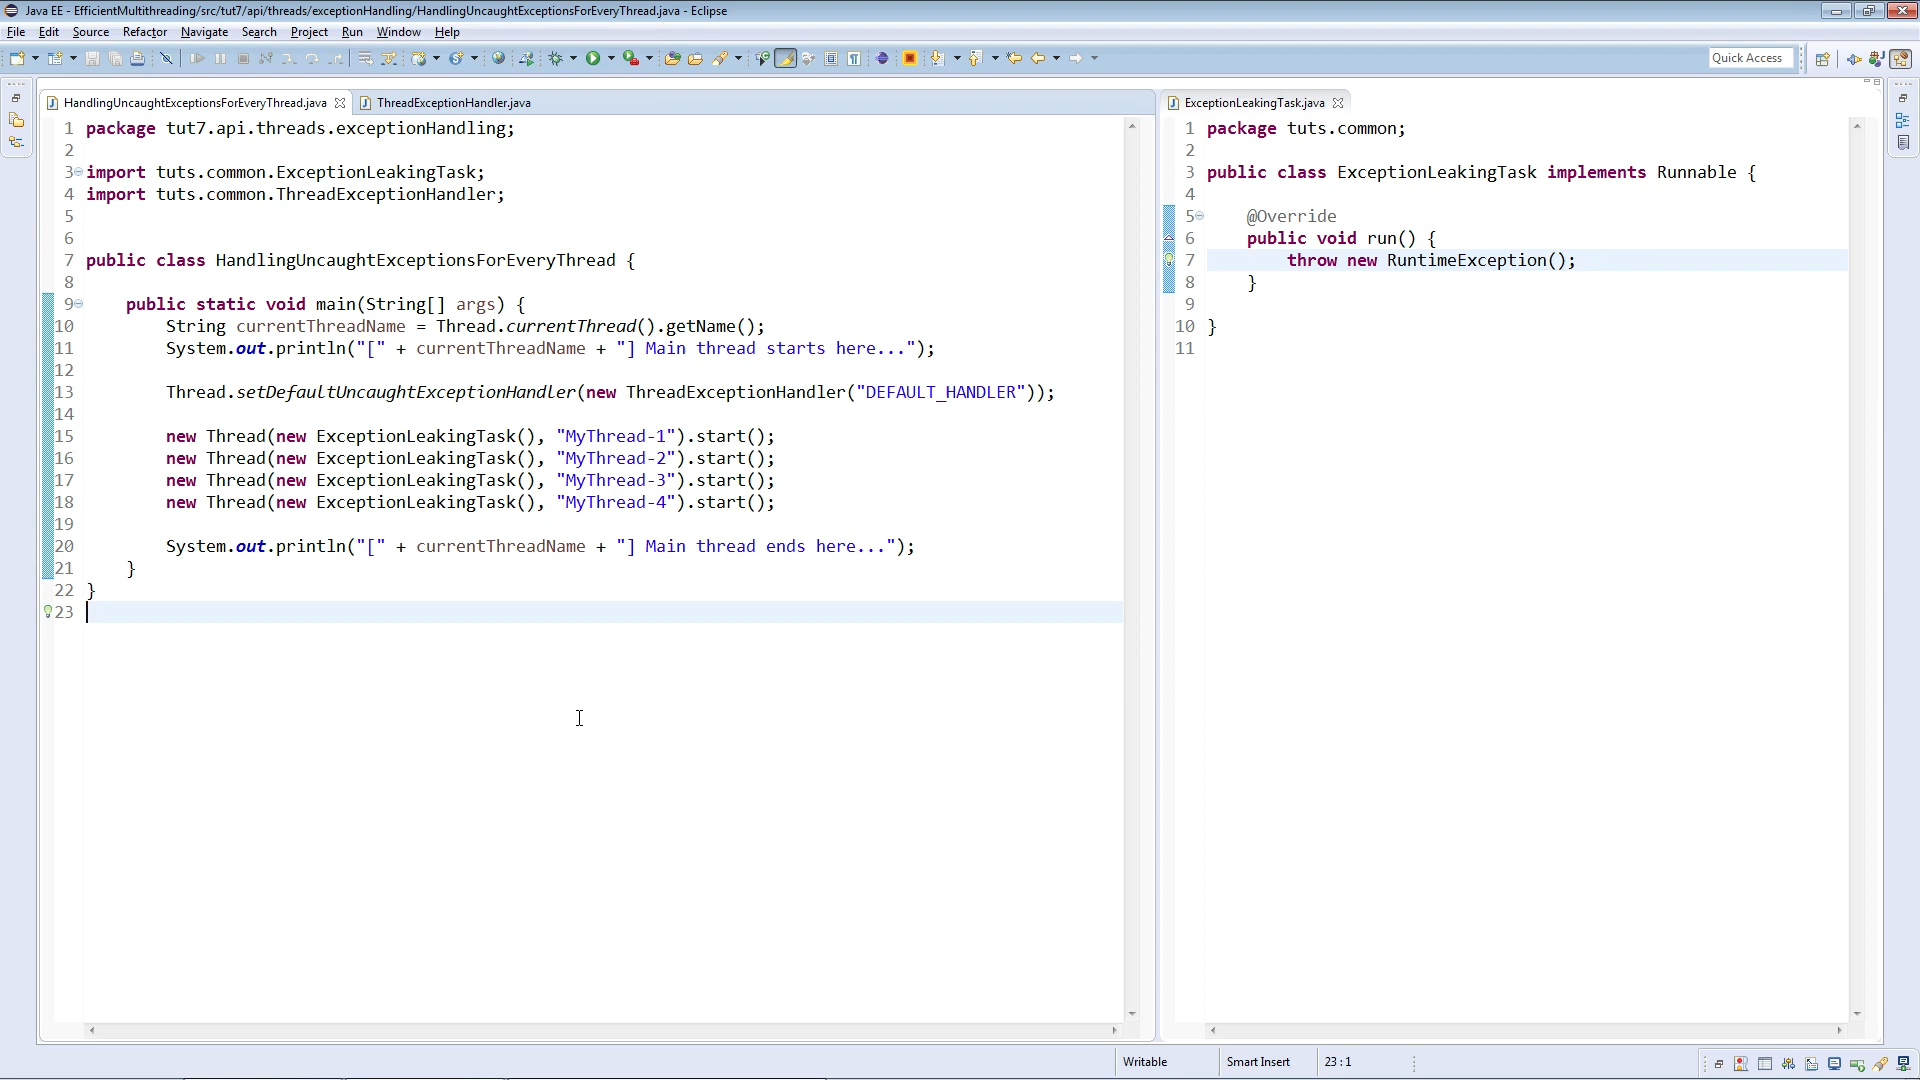 Java EE - EfficientMultithreading/src/tut7/api/threads/exceptionHandling/HandlingUncaughtExceptionsForEveryThread.java - Eclipse
File Edit Source Refactor Navigate Search Project Run Window Help
Quick Access
HandlingUncaughtExceptionsForEveryThread.java ThreadExceptionHandler.java
1 package tut7.api.threads.exceptionHandling;
2
3 import tuts.common.ExceptionLeakingTask;
4 import tuts.common.ThreadExceptionHandler;
5
6
7 public class HandlingUncaughtExceptionsForEveryThread {
8
9 public static void main(String[] args) {
10 String currentThreadName = Thread.currentThread().getName();
11 System.out.println("[" + currentThreadName + "] Main thread starts here...");
12
13 Thread.setDefaultUncaughtExceptionHandler(new ThreadExceptionHandler("DEFAULT_HANDLER"));
14
15 new Thread(new ExceptionLeakingTask(), "MyThread-1").start();
16 new Thread(new ExceptionLeakingTask(), "MyThread-2").start();
17 new Thread(new ExceptionLeakingTask(), "MyThread-3").start();
18 new Thread(new ExceptionLeakingTask(), "MyThread-4").start();
19
20 System.out.println("[" + currentThreadName + "] Main thread ends here...");
21 }
22 }
23
ExceptionLeakingTask.java
1 package tuts.common;
2
3 public class ExceptionLeakingTask implements Runnable {
4
5 @Override
6 public void run() {
7 throw new RuntimeException();
8 }
9
10 }
11
Writable Smart Insert 23 : 1